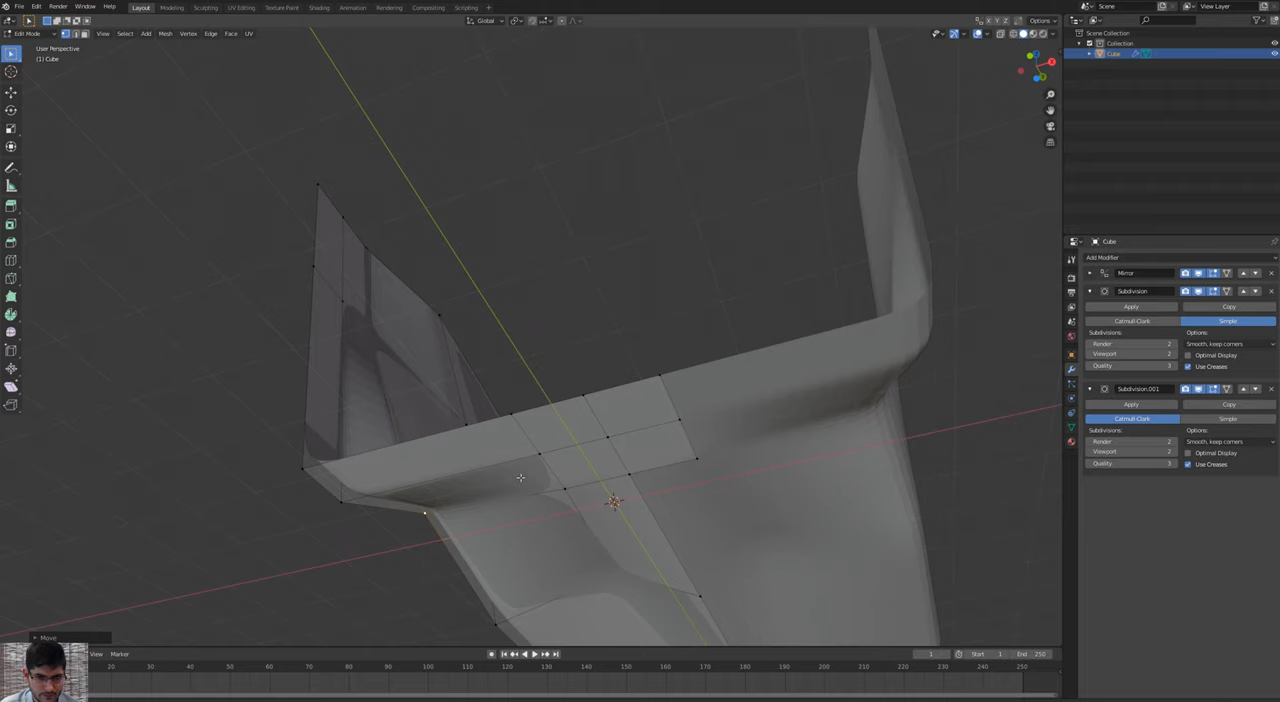 File Edit Render Window Help Layout Modeling Sculpting UV Editing Texture Paint Shading Animation Rendering Compositing Scripting + Scene View Layer
Global X Y Z Options
Edit Mode View Select Add Mesh Vertex Edge Face UV
User Perspective
(1) Cube
Scene Collection
Collection
Cube
Cube
Add Modifier
Mirror
Subdivision
Apply Copy
Catmull-Clark Simple
Subdivisions: Options:
Render 2 Smooth, keep corners
Viewport 2 Optimal Display
Quality 3 Use Creases
Subdivision.001
Apply Copy
Catmull-Clark Simple
Subdivisions: Options:
Render 2 Smooth, keep corners
Viewport 2 Optimal Display
Quality 3 Use Creases
Move
View Marker 1 Start 1 End 250
20 30 40 50 60 70 80 90 100 110 120 130 140 150 160 170 180 190 200 210 220 230 240 250